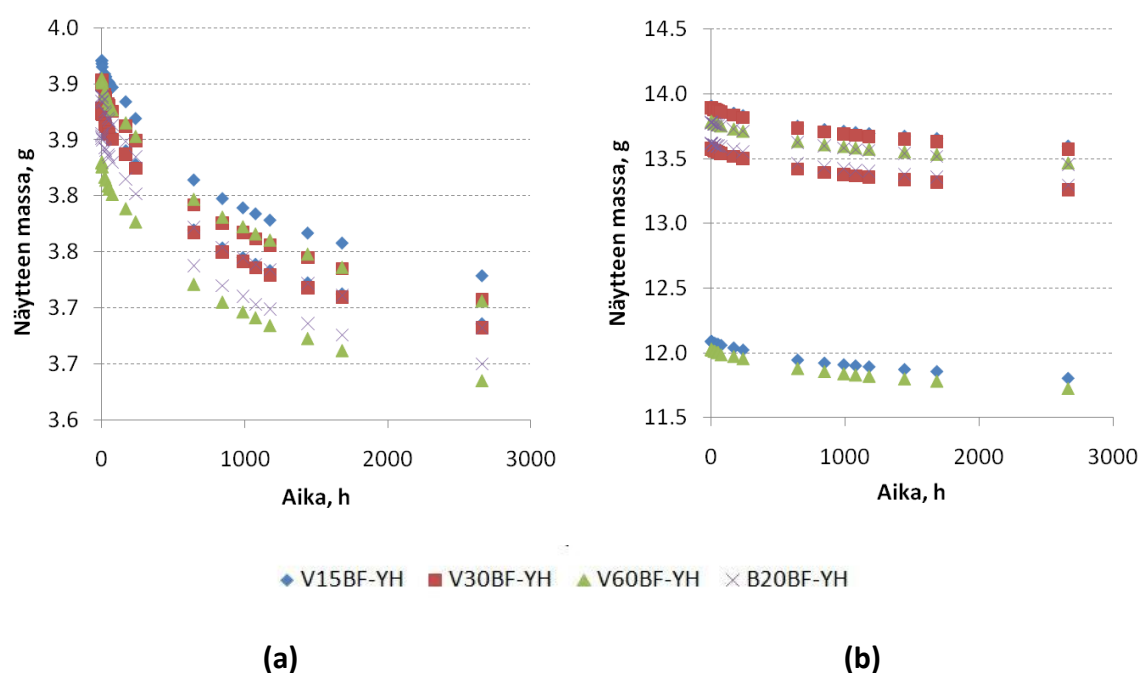 4.0
3.9
3.9
3.8
3.8
3.7
3.7
3.6
Näytteen massa, g
0 1000 2000 3000
Aika, h
14.5
14.0
13.5
13.0
12.5
12.0
11.5
Näytteen massa, g
0 1000 2000 3000
Aika, h
V15BF-YH V30BF-YH V60BF-YH B20BF-YH
(a) (b)